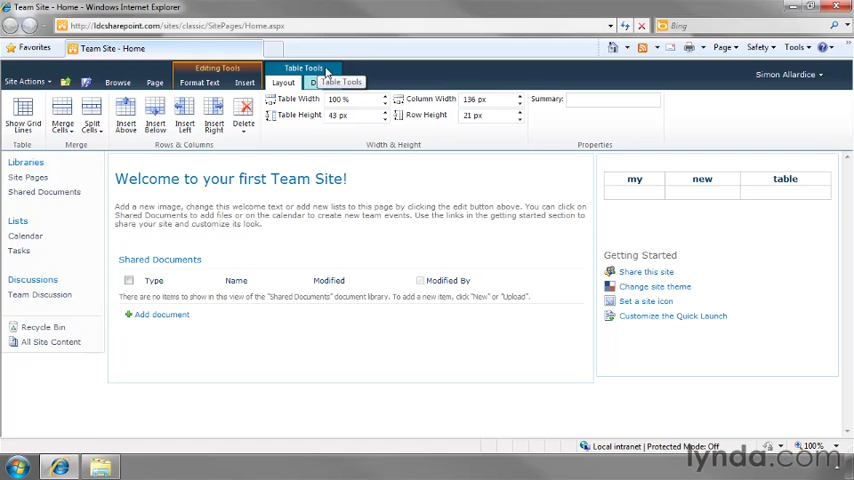 Team Site - Home - Windows Internet Explorer
http://ldcsharepoint.com/sites/classic/SitePages/Home.aspx
Bing
Favorites
Team Site - Home
Page
Safety
Tools
Editing Tools
Table Tools
Simon Allardice
Site Actions
Browse
Page
Format Text
Insert
Layout
D
Table Tools
Show Grid Lines
Merge Cells
Split Cells
Insert Above
Insert Below
Insert Left
Insert Right
Delete
Table Width 100 %
Table Height 43 px
Column Width 136 px
Row Height 21 px
Summary:
Table
Merge
Rows & Columns
Width & Height
Properties
Libraries
Site Pages
Shared Documents
Lists
Calendar
Tasks
Discussions
Team Discussion
Recycle Bin
All Site Content
Welcome to your first Team Site!
Add a new image, change this welcome text or add new lists to this page by clicking the edit button above. You can click on
Shared Documents to add files or on the calendar to create new team events. Use the links in the getting started section to
share your site and customize its look.
Shared Documents
Type Name Modified Modified By
There are no items to show in this view of the "Shared Documents" document library. To add a new item, click "New" or "Upload".
Add document
my new table
Getting Started
Share this site
Change site theme
Set a site icon
Customize the Quick Launch
Local intranet | Protected Mode: Off
100%
lynda.com